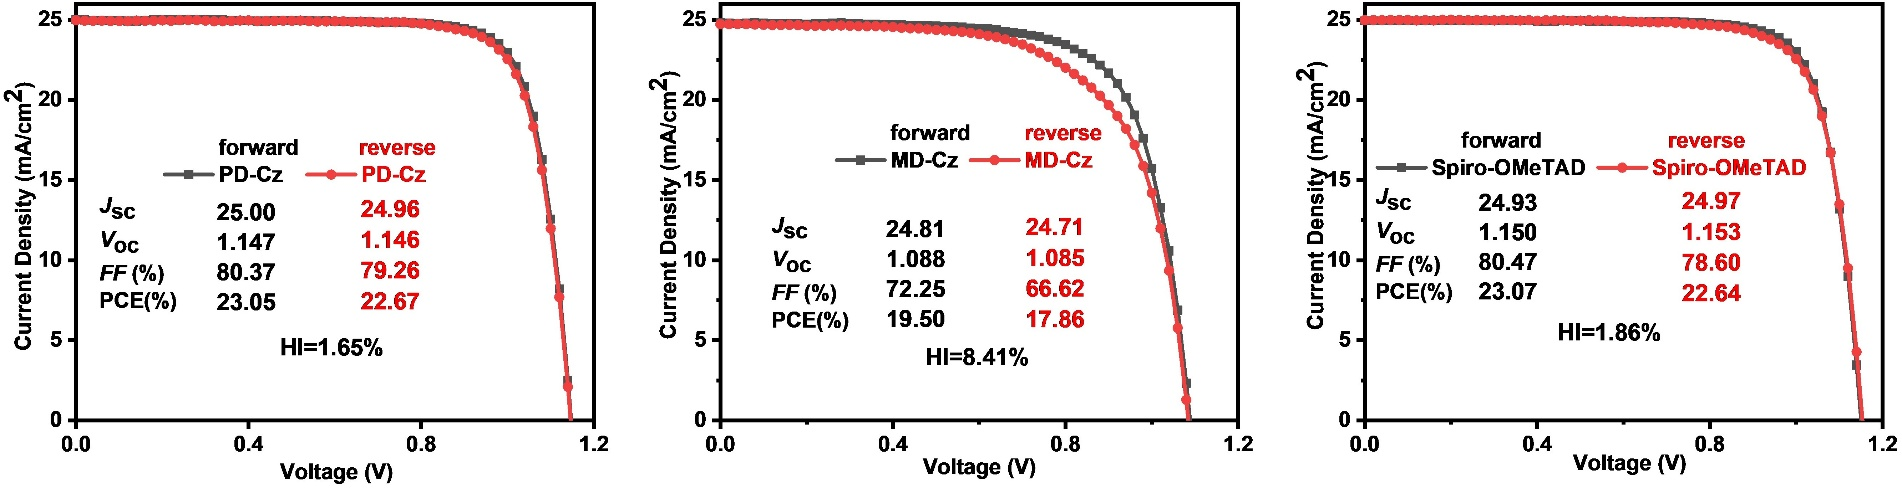 25
20
15
10
5
0
Current Density (mA/cm²)
forward reverse
PD-Cz PD-Cz
JSC 25.00 24.96
VOC 1.147 1.146
FF (%) 80.37 79.26
PCE(%) 23.05 22.67
HI=1.65%
0.0 0.4 0.8 1.2
Voltage (V)
25
20
15
10
5
0
Current Density (mA/cm²)
forward reverse
MD-Cz MD-Cz
JSC 24.81 24.71
VOC 1.088 1.085
FF (%) 72.25 66.62
PCE(%) 19.50 17.86
HI=8.41%
0.0 0.4 0.8 1.2
Voltage (V)
25
20
15
10
5
0
Current Density (mA/cm²)
forward reverse
Spiro-OMeTAD Spiro-OMeTAD
JSC 24.93 24.97
VOC 1.150 1.153
FF (%) 80.47 78.60
PCE(%) 23.07 22.64
HI=1.86%
0.0 0.4 0.8 1.2
Voltage (V)